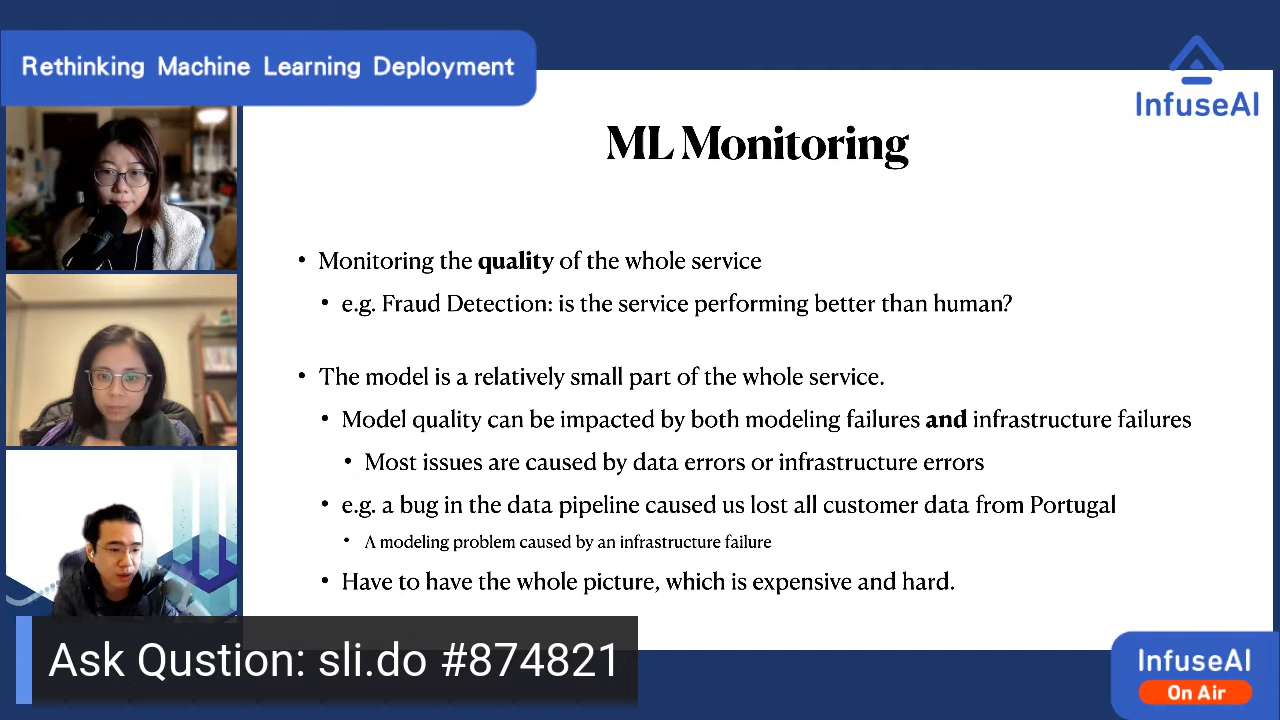 Rethinking Machine Learning Deployment
InfuseAI
ML Monitoring
• Monitoring the quality of the whole service
• e.g. Fraud Detection: is the service performing better than human?
• The model is a relatively small part of the whole service.
• Model quality can be impacted by both modeling failures and infrastructure failures
• Most issues are caused by data errors or infrastructure errors
• e.g. a bug in the data pipeline caused us lost all customer data from Portugal
• A modeling problem caused by an infrastructure failure
• Have to have the whole picture, which is expensive and hard.
Ask Qustion: sli.do #874821
InfuseAI
On Air